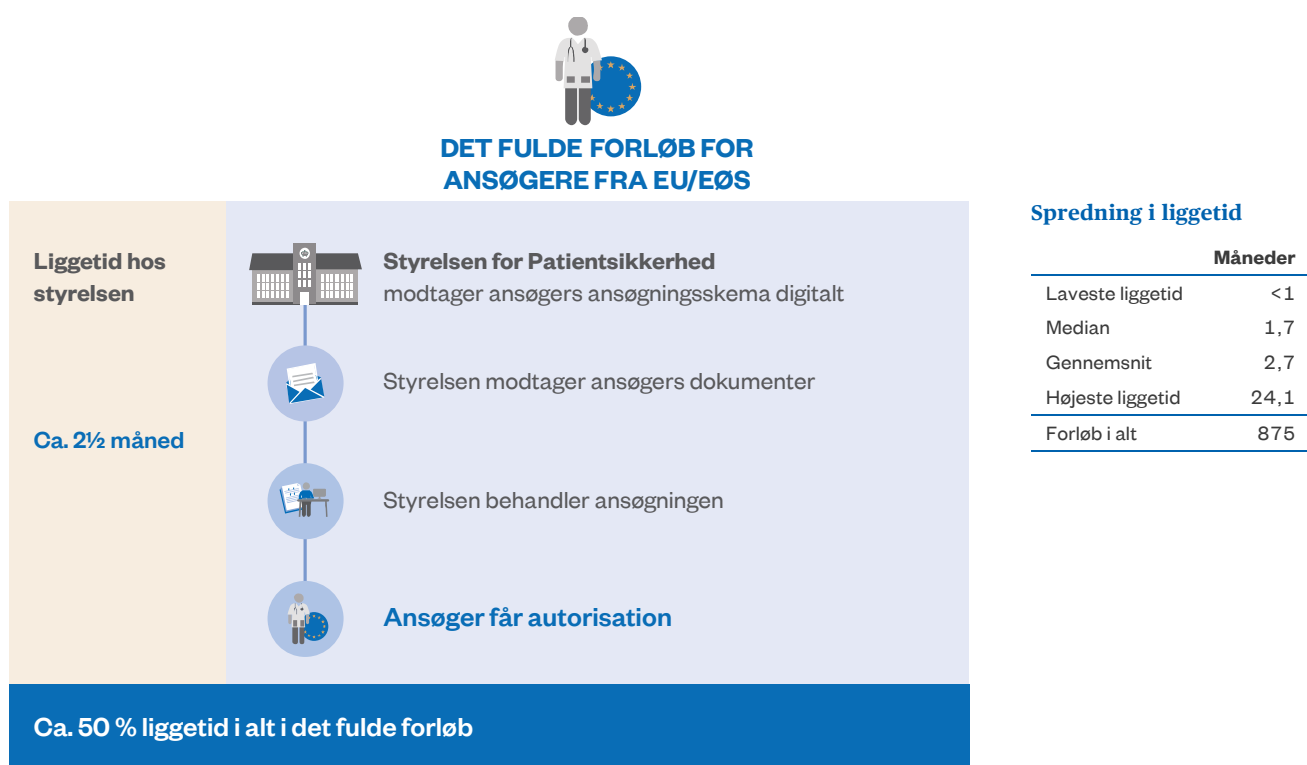 DET FULDE FORLØB FOR
ANSØGERE FRA EU/EØS
Liggetid hos
styrelsen
Ca. 2½ måned
Styrelsen for Patientsikkerhed
modtager ansøgers ansøgningsskema digitalt
Styrelsen modtager ansøgers dokumenter
Styrelsen behandler ansøgningen
Ansøger får autorisation
Ca. 50 % liggetid i alt i det fulde forløb
Spredning i liggetid
Måneder
Laveste liggetid <1
Median 1,7
Gennemsnit 2,7
Højeste liggetid 24,1
Forløb i alt 875